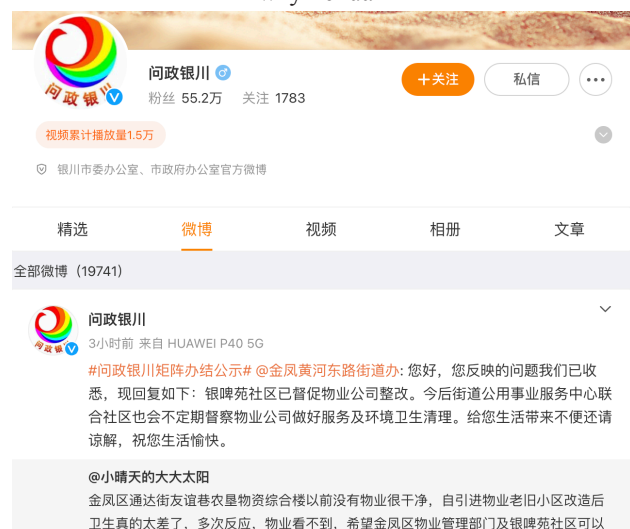 问政银川
问政银川
粉丝 55.2万 关注 1783
+关注
私信
视频累计播放量1.5万
银川市委办公室、市政府办公室官方微博
精选 微博 视频 相册 文章
全部微博（19741）
问政银川
问政银川
3小时前 来自 HUAWEI P40 5G
#问政银川矩阵办结公示# @金凤黄河东路街道办: 您好，您反映的问题我们已收
悉，现回复如下：银啤苑社区已督促物业公司整改。今后街道公用事业服务中心联
合社区也会不定期督察物业公司做好服务及环境卫生清理。给您生活带来不便还请
谅解，祝您生活愉快。
@小晴天的大大太阳
金凤区通达街友谊巷农垦物资综合楼以前没有物业很干净，自引进物业老旧小区改造后
卫生真的太差了，多次反应，物业看不到，希望金凤区物业管理部门及银啤苑社区可以